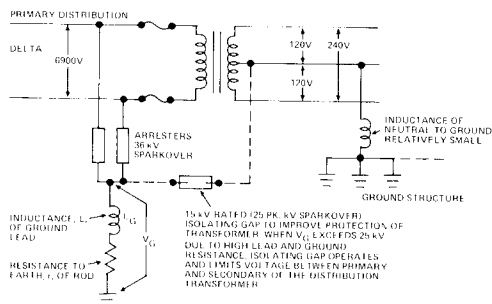 PRIMARY DISTRIBUTION
DELTA
6900V
120V
240V
120V
ARRESTERS
36 kV
SPARKOVER
INDUCTANCE OF
NEUTRAL TO GROUND
RELATIVELY SMALL
GROUND STRUCTURE
INDUCTANCE, L,
OF GROUND
LEAD
LG
VG
RESISTANCE TO
EARTH, r, OF ROD
15 kV RATED (25 PK. kV SPARKOVER)
ISOLATING GAP TO IMPROVE PROTECTION OF
TRANSFORMER WHEN VG EXCEEDS 25 kV
DUE TO HIGH LEAD AND GROUND
RESISTANCE, ISOLATING GAP OPERATES
AND LIMITS VOLTAGE BETWEEN PRIMARY
AND SECONDARY OF THE DISTRIBUTION
TRANSFORMER